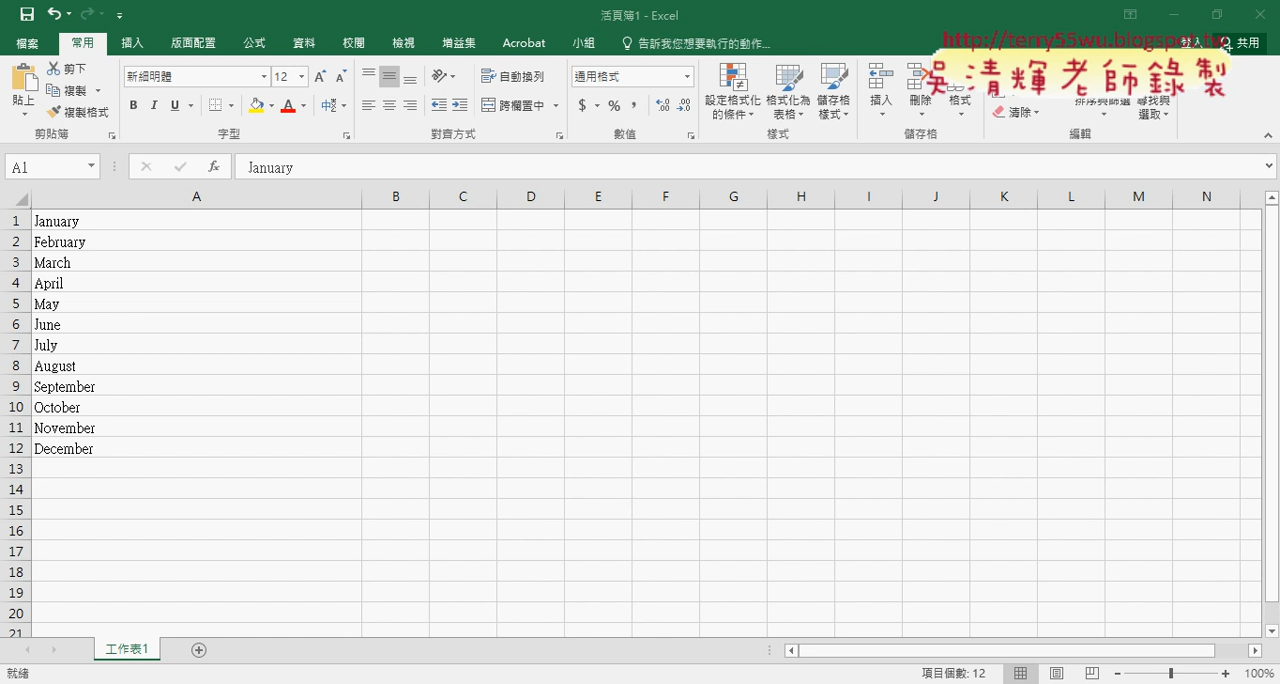 活頁簿1 - Excel
檔案 常用 插入 版面配置 公式 資料 校閱 檢視 增益集 Acrobat 小組 告訴我您想要執行的動作... 登入 共用
http://terry55wu.blogspot.tw
吳清輝老師錄製
貼上 剪下 複製 複製格式
新細明體 12
B I U
自動換列
跨欄置中
通用格式
$ % , .00
設定格式化的條件 格式化為表格 儲存格樣式
插入 刪除 格式
清除 排序與篩選 尋找與選取
剪貼簿 字型 對齊方式 數值 樣式 儲存格 編輯
A1 fx January
A B C D E F G H I J K L M N
1 January
2 February
3 March
4 April
5 May
6 June
7 July
8 August
9 September
10 October
11 November
12 December
13
14
15
16
17
18
19
20
21
工作表1
就緒 項目個數: 12 100%